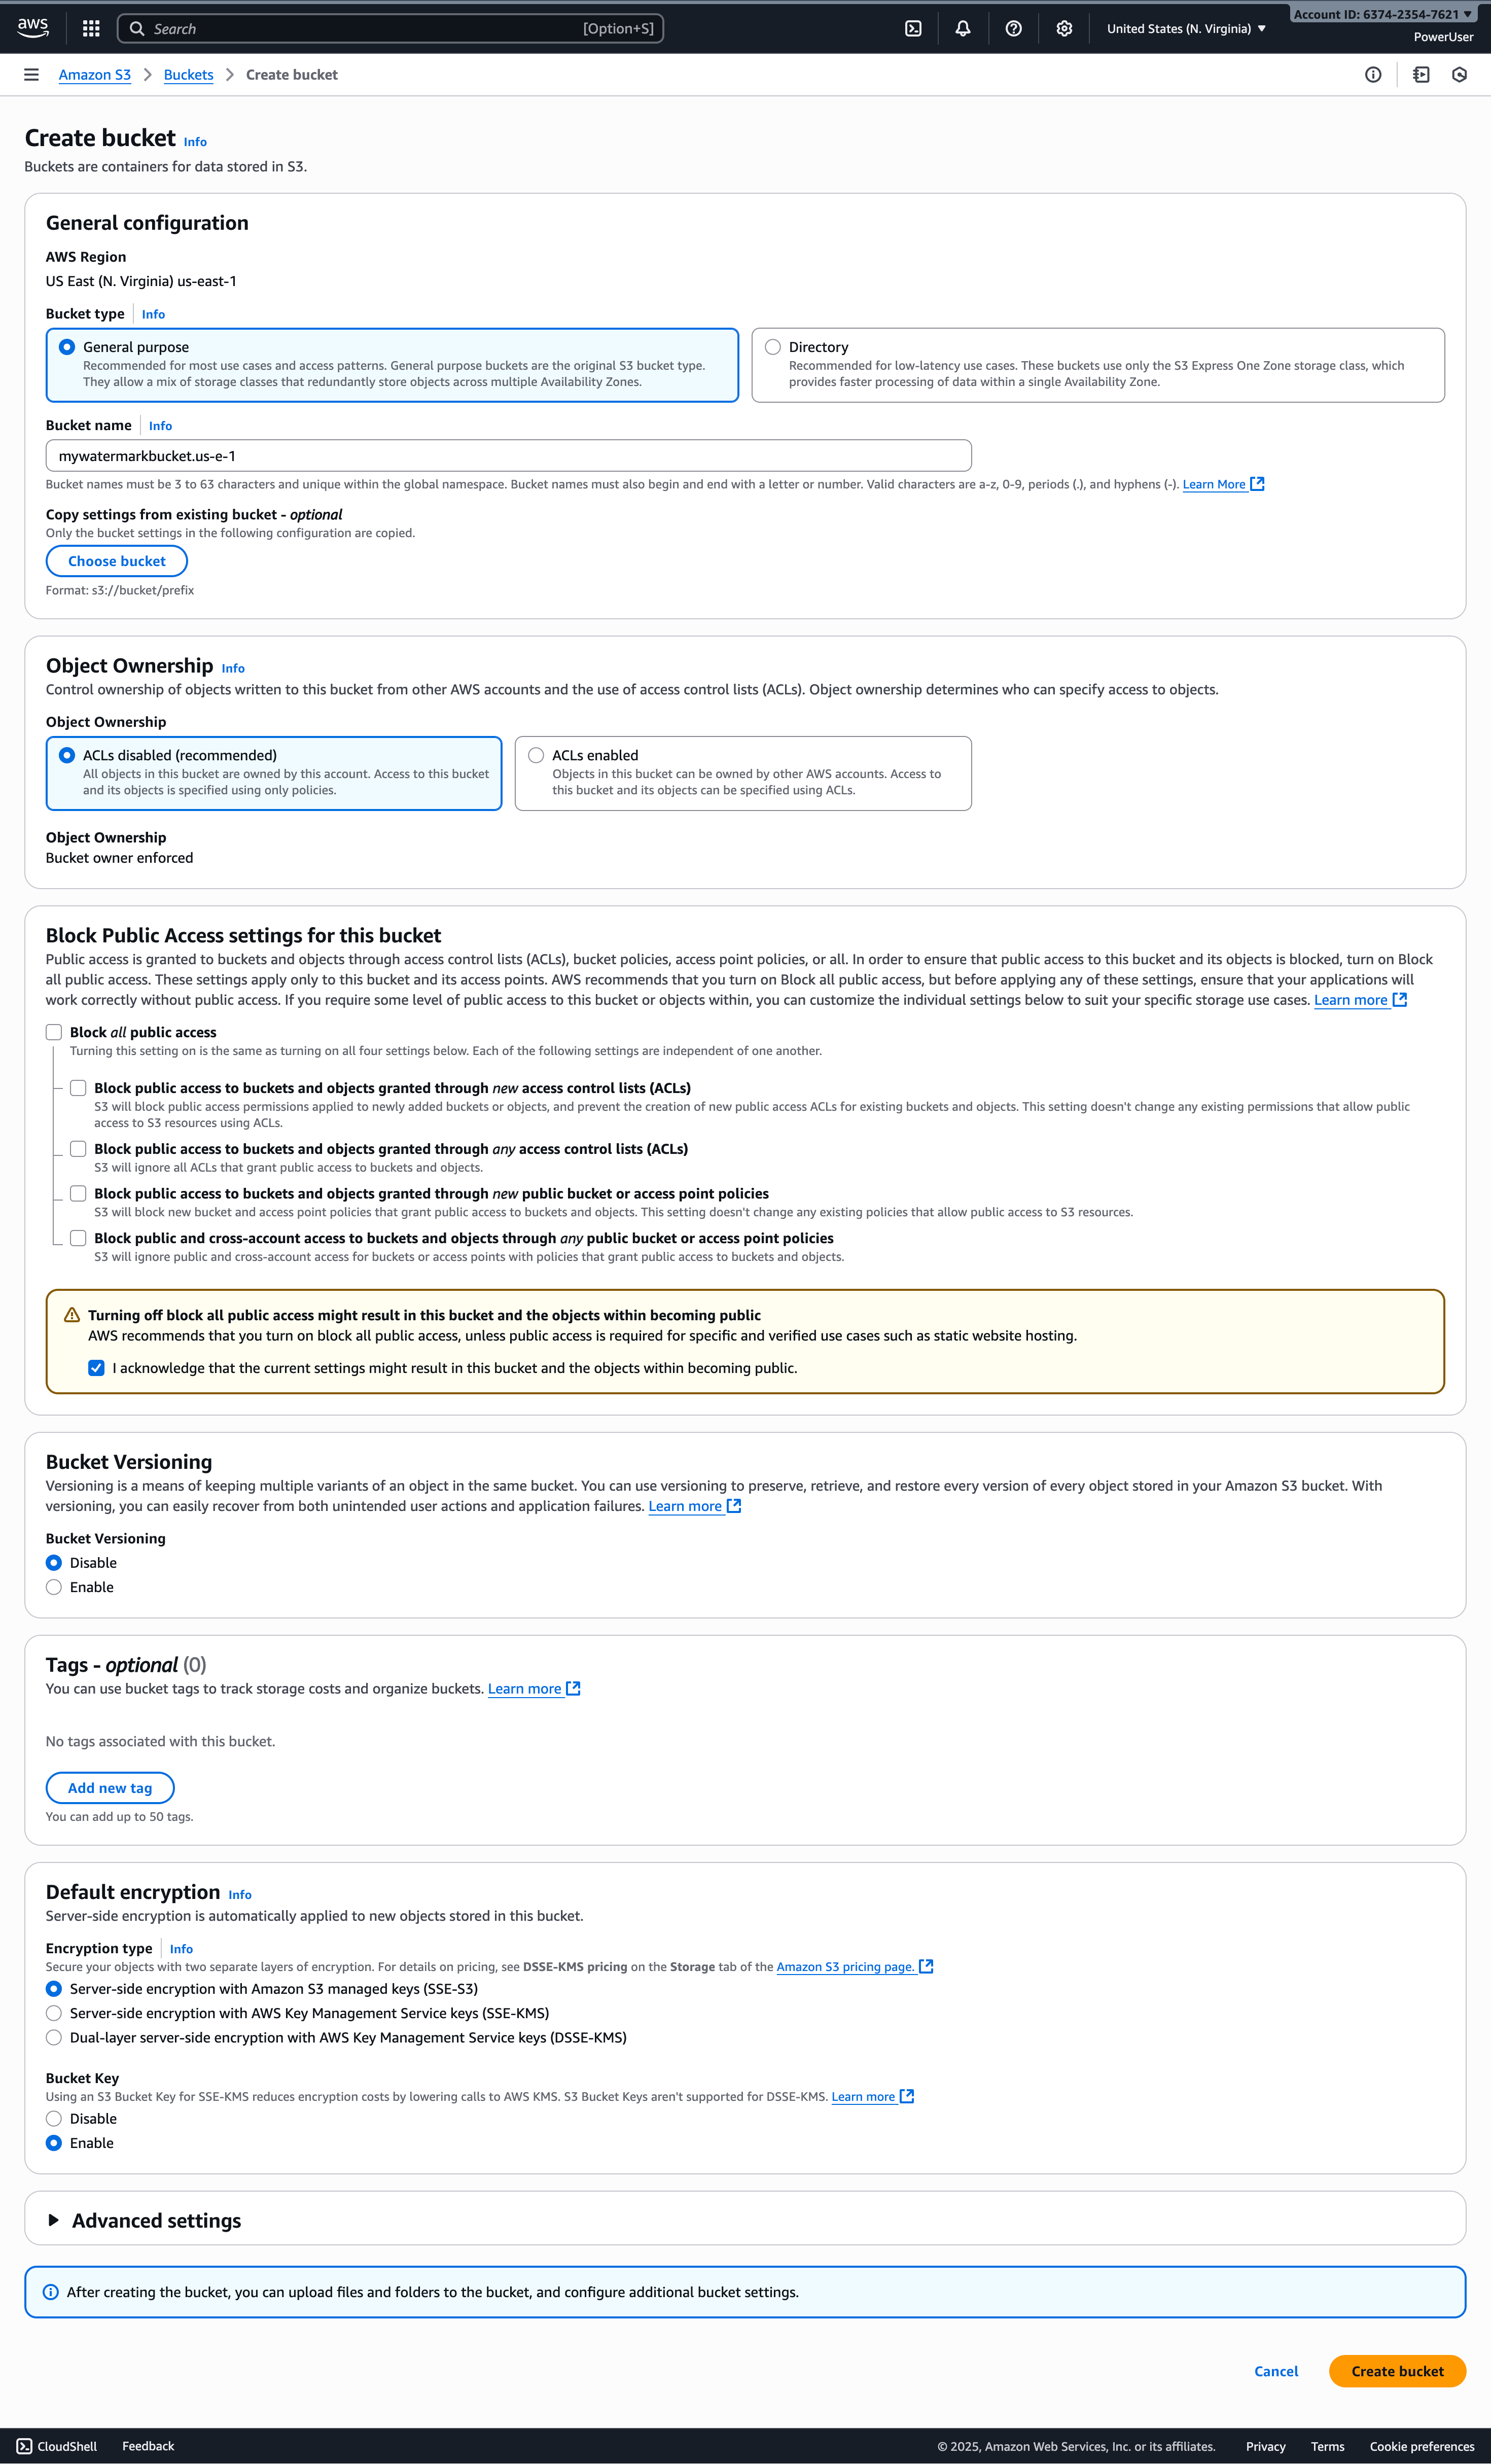 aws
Search
[Option+S]
United States (N. Virginia)
Account ID: 6374-2354-7621
PowerUser
Amazon S3
Buckets
Create bucket
Create bucket Info
Buckets are containers for data stored in S3.
General configuration
AWS Region
US East (N. Virginia) us-east-1
Bucket type Info
General purpose
Recommended for most use cases and access patterns. General purpose buckets are the original S3 bucket type.
They allow a mix of storage classes that redundantly store objects across multiple Availability Zones.
Directory
Recommended for low-latency use cases. These buckets use only the S3 Express One Zone storage class, which
provides faster processing of data within a single Availability Zone.
Bucket name Info
mywatermarkbucket.us-e-1
Bucket names must be 3 to 63 characters and unique within the global namespace. Bucket names must also begin and end with a letter or number. Valid characters are a-z, 0-9, periods (.), and hyphens (-). Learn More
Copy settings from existing bucket - optional
Only the bucket settings in the following configuration are copied.
Choose bucket
Format: s3://bucket/prefix
Object Ownership Info
Control ownership of objects written to this bucket from other AWS accounts and the use of access control lists (ACLs). Object ownership determines who can specify access to objects.
Object Ownership
ACLs disabled (recommended)
All objects in this bucket are owned by this account. Access to this bucket
and its objects is specified using only policies.
ACLs enabled
Objects in this bucket can be owned by other AWS accounts. Access to
this bucket and its objects can be specified using ACLs.
Object Ownership
Bucket owner enforced
Block Public Access settings for this bucket
Public access is granted to buckets and objects through access control lists (ACLs), bucket policies, access point policies, or all. In order to ensure that public access to this bucket and its objects is blocked, turn on Block
all public access. These settings apply only to this bucket and its access points. AWS recommends that you turn on Block all public access, but before applying any of these settings, ensure that your applications will
work correctly without public access. If you require some level of public access to this bucket or objects within, you can customize the individual settings below to suit your specific storage use cases. Learn more
Block all public access
Turning this setting on is the same as turning on all four settings below. Each of the following settings are independent of one another.
Block public access to buckets and objects granted through new access control lists (ACLs)
S3 will block public access permissions applied to newly added buckets or objects, and prevent the creation of new public access ACLs for existing buckets and objects. This setting doesn't change any existing permissions that allow public
access to S3 resources using ACLs.
Block public access to buckets and objects granted through any access control lists (ACLs)
S3 will ignore all ACLs that grant public access to buckets and objects.
Block public access to buckets and objects granted through new public bucket or access point policies
S3 will block new bucket and access point policies that grant public access to buckets and objects. This setting doesn't change any existing policies that allow public access to S3 resources.
Block public and cross-account access to buckets and objects through any public bucket or access point policies
S3 will ignore public and cross-account access for buckets or access points with policies that grant public access to buckets and objects.
Turning off block all public access might result in this bucket and the objects within becoming public
AWS recommends that you turn on block all public access, unless public access is required for specific and verified use cases such as static website hosting.
I acknowledge that the current settings might result in this bucket and the objects within becoming public.
Bucket Versioning
Versioning is a means of keeping multiple variants of an object in the same bucket. You can use versioning to preserve, retrieve, and restore every version of every object stored in your Amazon S3 bucket. With
versioning, you can easily recover from both unintended user actions and application failures. Learn more
Bucket Versioning
Disable
Enable
Tags - optional (0)
You can use bucket tags to track storage costs and organize buckets. Learn more
No tags associated with this bucket.
Add new tag
You can add up to 50 tags.
Default encryption Info
Server-side encryption is automatically applied to new objects stored in this bucket.
Encryption type Info
Secure your objects with two separate layers of encryption. For details on pricing, see DSSE-KMS pricing on the Storage tab of the Amazon S3 pricing page.
Server-side encryption with Amazon S3 managed keys (SSE-S3)
Server-side encryption with AWS Key Management Service keys (SSE-KMS)
Dual-layer server-side encryption with AWS Key Management Service keys (DSSE-KMS)
Bucket Key
Using an S3 Bucket Key for SSE-KMS reduces encryption costs by lowering calls to AWS KMS. S3 Bucket Keys aren't supported for DSSE-KMS. Learn more
Disable
Enable
Advanced settings
After creating the bucket, you can upload files and folders to the bucket, and configure additional bucket settings.
Cancel
Create bucket
CloudShell
Feedback
© 2025, Amazon Web Services, Inc. or its affiliates.
Privacy
Terms
Cookie preferences